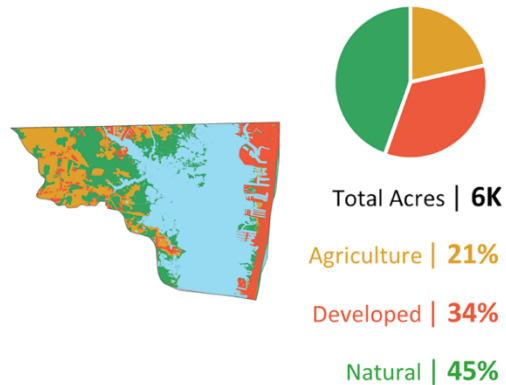 Total Acres | 6K
Agriculture | 21%
Developed | 34%
Natural | 45%